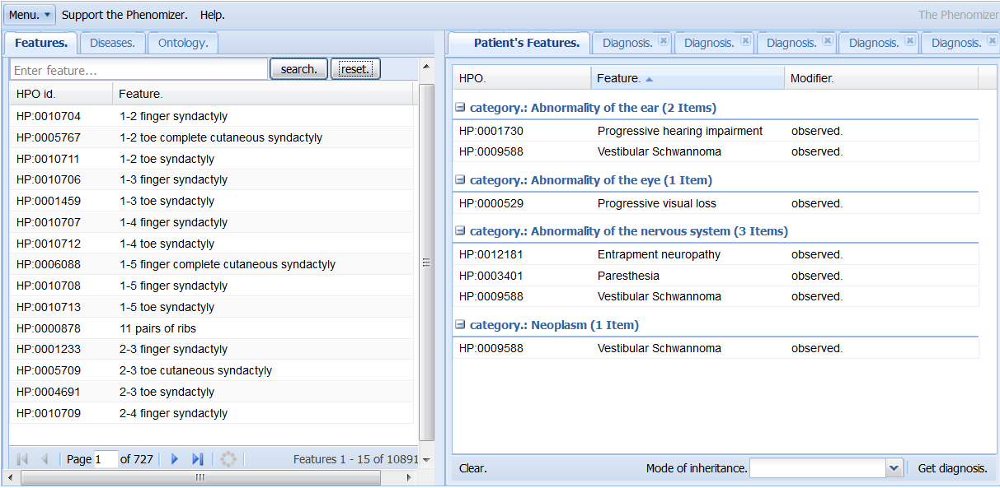 Menu. Support the Phenomizer. Help. The Phenomizer
Features. Diseases. Ontology.
Enter feature... search. reset.
HPO id. Feature.
HP:0010704 1-2 finger syndactyly
HP:0005767 1-2 toe complete cutaneous syndactyly
HP:0010711 1-2 toe syndactyly
HP:0010706 1-3 finger syndactyly
HP:0001459 1-3 toe syndactyly
HP:0010707 1-4 finger syndactyly
HP:0010712 1-4 toe syndactyly
HP:0006088 1-5 finger complete cutaneous syndactyly
HP:0010708 1-5 finger syndactyly
HP:0010713 1-5 toe syndactyly
HP:0000878 11 pairs of ribs
HP:0001233 2-3 finger syndactyly
HP:0005709 2-3 toe cutaneous syndactyly
HP:0004691 2-3 toe syndactyly
HP:0010709 2-4 finger syndactyly
Page 1 of 727 Features 1 - 15 of 10891
Patient's Features. Diagnosis. Diagnosis. Diagnosis. Diagnosis. Diagnosis.
HPO. Feature. Modifier.
category.: Abnormality of the ear (2 Items)
HP:0001730 Progressive hearing impairment observed.
HP:0009588 Vestibular Schwannoma observed.
category.: Abnormality of the eye (1 Item)
HP:0000529 Progressive visual loss observed.
category.: Abnormality of the nervous system (3 Items)
HP:0012181 Entrapment neuropathy observed.
HP:0003401 Paresthesia observed.
HP:0009588 Vestibular Schwannoma observed.
category.: Neoplasm (1 Item)
HP:0009588 Vestibular Schwannoma observed.
Clear. Mode of inheritance. Get diagnosis.